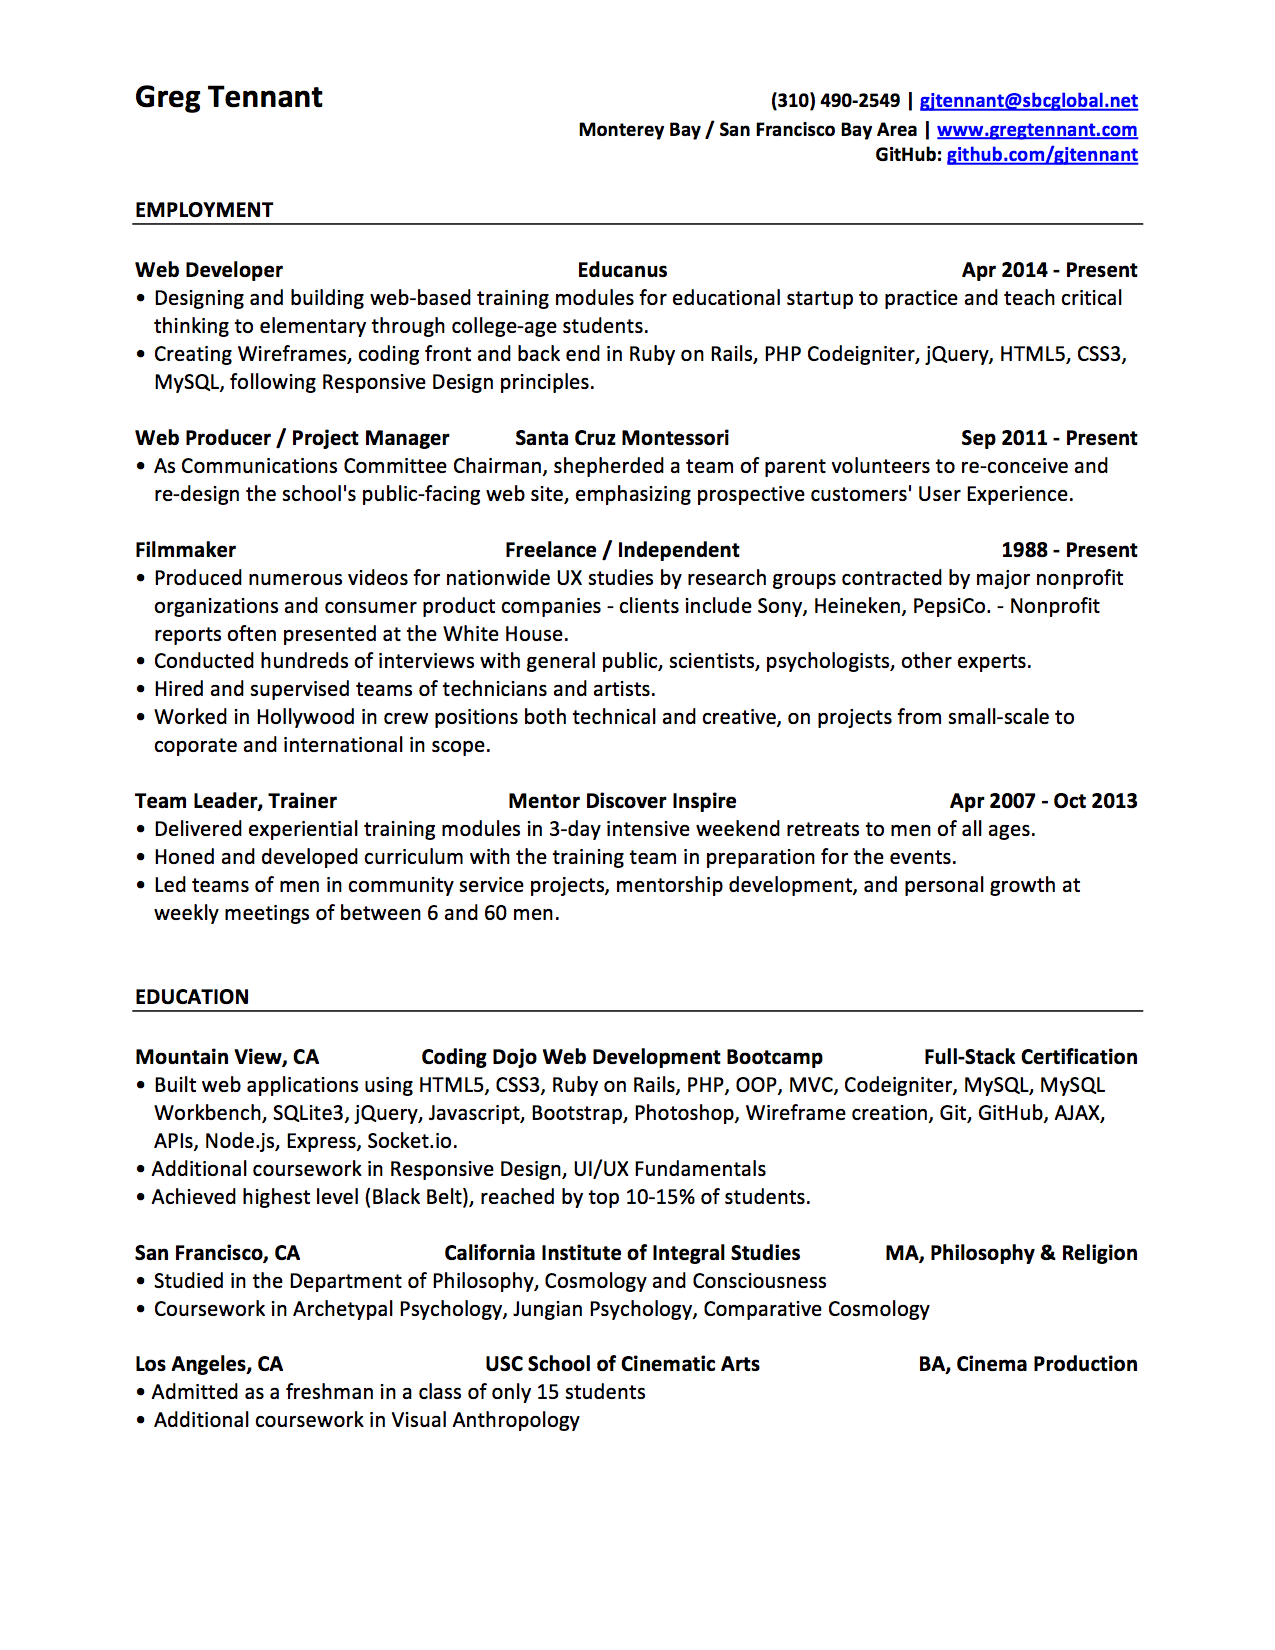 Greg Tennant (310) 490-2549 | gjtennant@sbcglobal.net
Monterey Bay / San Francisco Bay Area | www.gregtennant.com
GitHub: github.com/gjtennant
EMPLOYMENT
Web Developer Educanus Apr 2014 - Present
• Designing and building web-based training modules for educational startup to practice and teach critical
thinking to elementary through college-age students.
• Creating Wireframes, coding front and back end in Ruby on Rails, PHP Codeigniter, jQuery, HTML5, CSS3,
MySQL, following Responsive Design principles.
Web Producer / Project Manager Santa Cruz Montessori Sep 2011 - Present
• As Communications Committee Chairman, shepherded a team of parent volunteers to re-conceive and
re-design the school's public-facing web site, emphasizing prospective customers' User Experience.
Filmmaker Freelance / Independent 1988 - Present
• Produced numerous videos for nationwide UX studies by research groups contracted by major nonprofit
organizations and consumer product companies - clients include Sony, Heineken, PepsiCo. - Nonprofit
reports often presented at the White House.
• Conducted hundreds of interviews with general public, scientists, psychologists, other experts.
• Hired and supervised teams of technicians and artists.
• Worked in Hollywood in crew positions both technical and creative, on projects from small-scale to
coporate and international in scope.
Team Leader, Trainer Mentor Discover Inspire Apr 2007 - Oct 2013
• Delivered experiential training modules in 3-day intensive weekend retreats to men of all ages.
• Honed and developed curriculum with the training team in preparation for the events.
• Led teams of men in community service projects, mentorship development, and personal growth at
weekly meetings of between 6 and 60 men.
EDUCATION
Mountain View, CA Coding Dojo Web Development Bootcamp Full-Stack Certification
• Built web applications using HTML5, CSS3, Ruby on Rails, PHP, OOP, MVC, Codeigniter, MySQL, MySQL
Workbench, SQLite3, jQuery, Javascript, Bootstrap, Photoshop, Wireframe creation, Git, GitHub, AJAX,
APIs, Node.js, Express, Socket.io.
• Additional coursework in Responsive Design, UI/UX Fundamentals
• Achieved highest level (Black Belt), reached by top 10-15% of students.
San Francisco, CA California Institute of Integral Studies MA, Philosophy & Religion
• Studied in the Department of Philosophy, Cosmology and Consciousness
• Coursework in Archetypal Psychology, Jungian Psychology, Comparative Cosmology
Los Angeles, CA USC School of Cinematic Arts BA, Cinema Production
• Admitted as a freshman in a class of only 15 students
• Additional coursework in Visual Anthropology